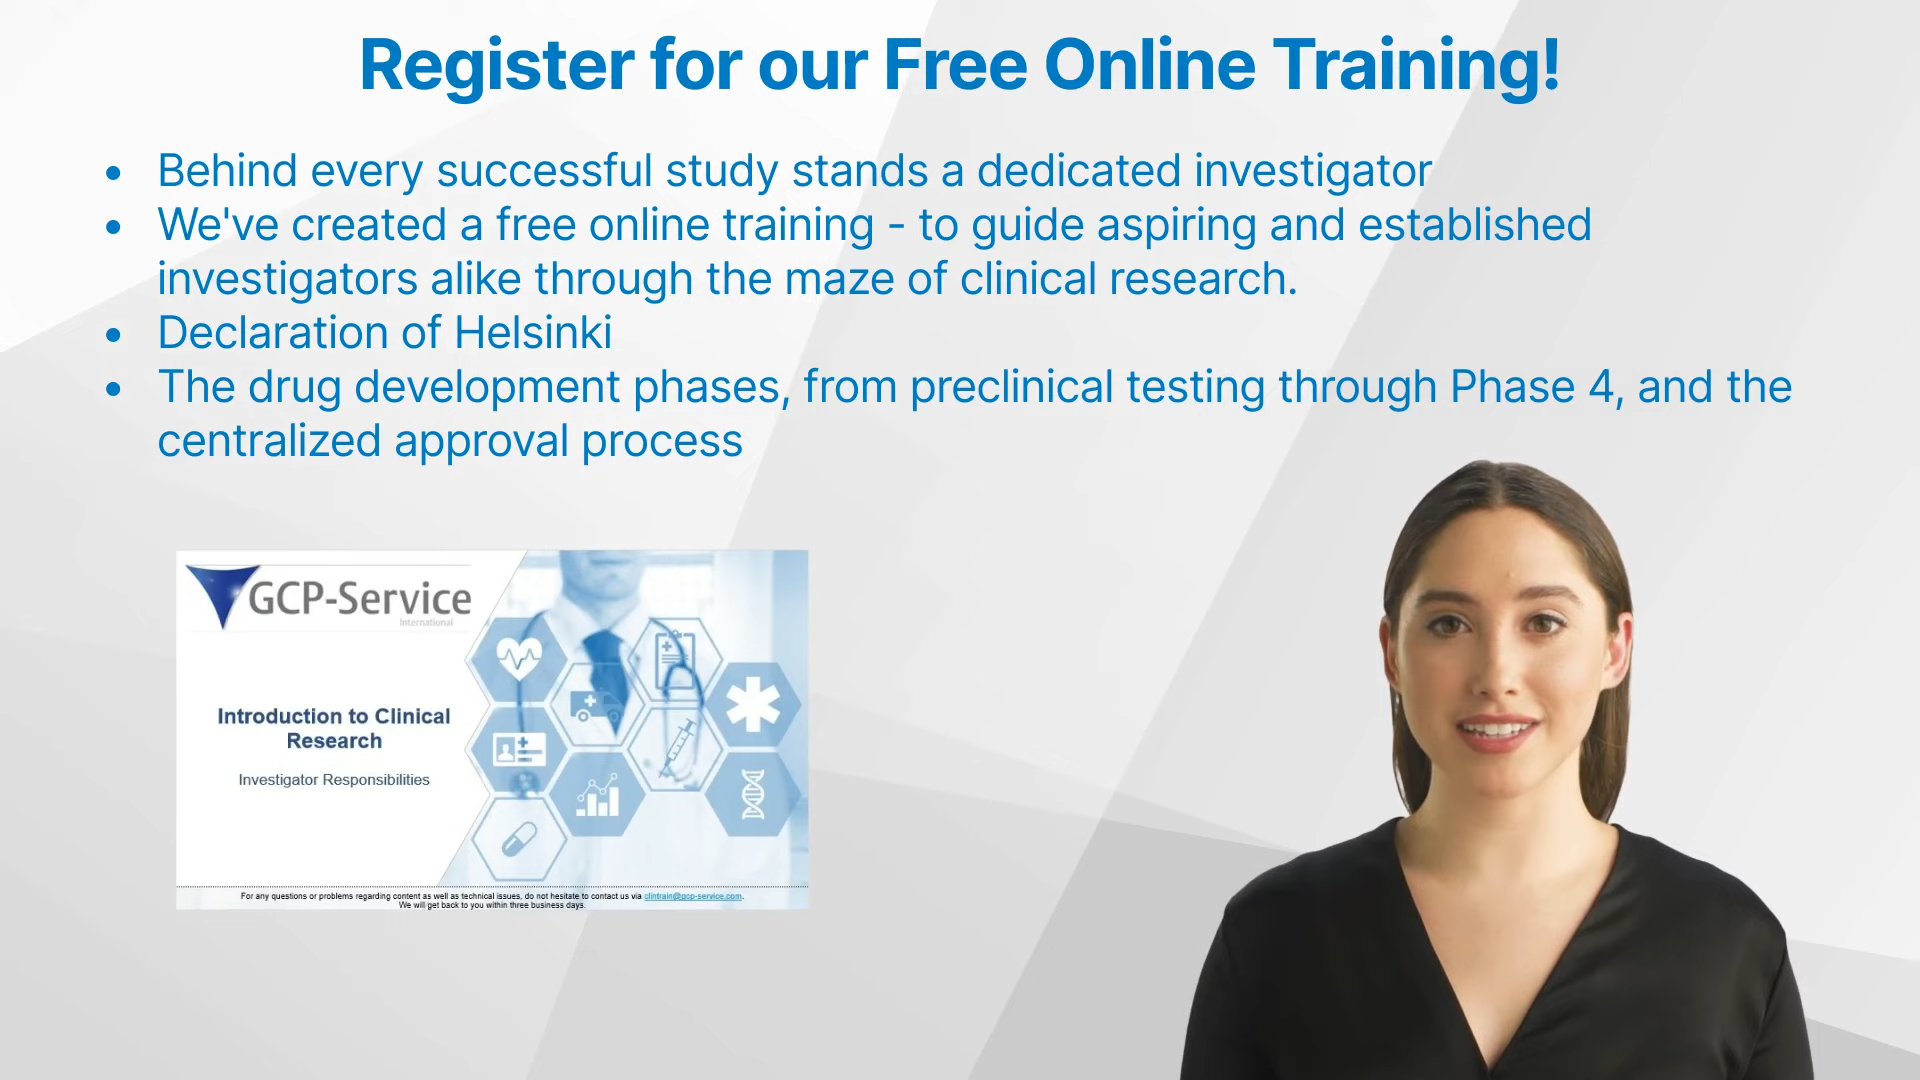 Register for our Free Online Training!
• Behind every successful study stands a dedicated investigator
• We've created a free online training - to guide aspiring and established
investigators alike through the maze of clinical research.
• Declaration of Helsinki
• The drug development phases, from preclinical testing through Phase 4, and the
centralized approval process
GCP-Service
International
Introduction to Clinical
Research
Investigator Responsibilities
For any questions or problems regarding content as well as technical issues, do not hesitate to contact us via clintrain@gcp-service.com.
We will get back to you within three business days.